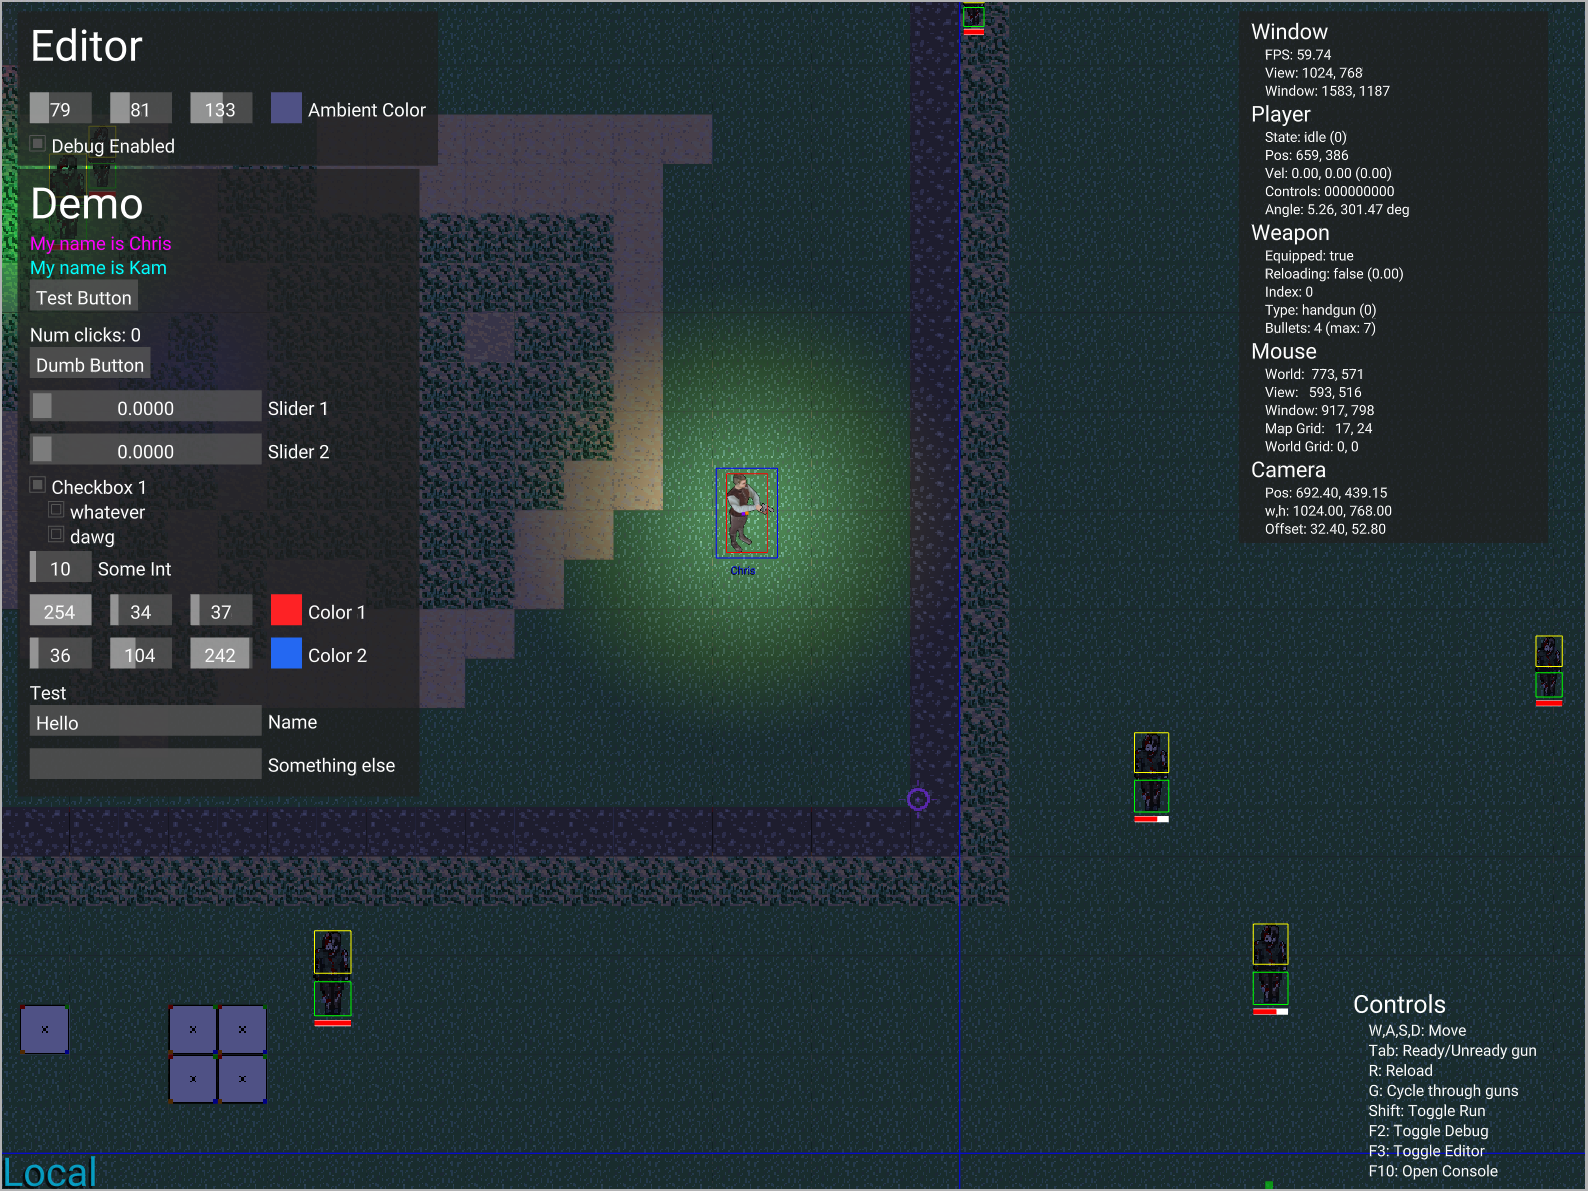 Editor
79 81 133 Ambient Color
Debug Enabled
Demo
My name is Chris
My name is Kam
Test Button
Num clicks: 0
Dumb Button
0.0000 Slider 1
0.0000 Slider 2
Checkbox 1
whatever
dawg
10 Some Int
254 34 37 Color 1
36 104 242 Color 2
Test
Hello Name
Something else
Chris
Local
Window
FPS: 59.74
View: 1024, 768
Window: 1583, 1187
Player
State: idle (0)
Pos: 659, 386
Vel: 0.00, 0.00 (0.00)
Controls: 000000000
Angle: 5.26, 301.47 deg
Weapon
Equipped: true
Reloading: false (0.00)
Index: 0
Type: handgun (0)
Bullets: 4 (max: 7)
Mouse
World: 773, 571
View: 593, 516
Window: 917, 798
Map Grid: 17, 24
World Grid: 0, 0
Camera
Pos: 692.40, 439.15
w,h: 1024.00, 768.00
Offset: 32.40, 52.80
Controls
W,A,S,D: Move
Tab: Ready/Unready gun
R: Reload
G: Cycle through guns
Shift: Toggle Run
F2: Toggle Debug
F3: Toggle Editor
F10: Open Console